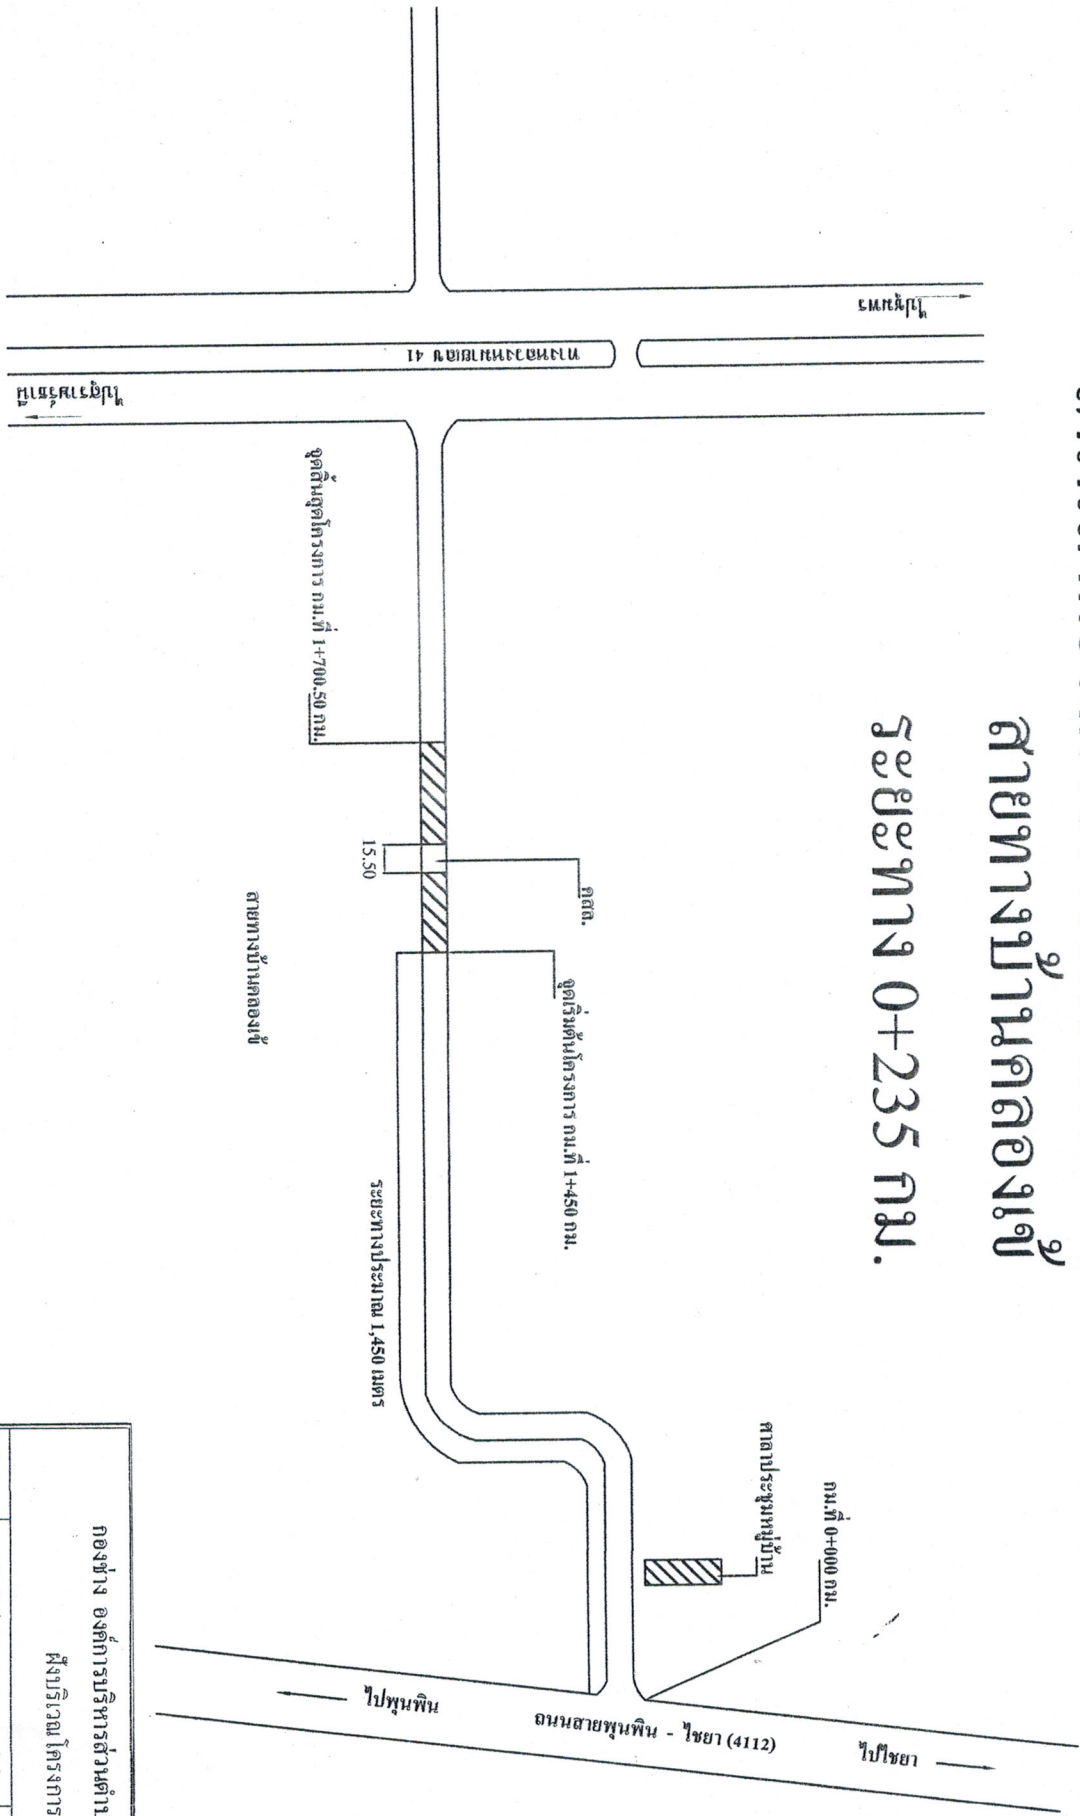 สายทางบ้านคลองเข้
ระยะทาง 0+235 กม.
ไปชุมพร
ทางหลวงหมายเลข 41
ไปสุราษร์ธานี
จุดสิ้นสุดโครงการ กม.ที่ 1+700.50 กม.
คสล.
15.50
จุดเริ่มต้นโครงการ กม.ที่ 1+450 กม.
สายทางบ้านคลองเข้
ระยะทางประมาณ 1,450 เมตร
ศาลาประชุมหมู่บ้าน
กม.ที่ 0+000 กม.
ไปพุนพิน
ถนนสายพุนพิน - ไชยา (4112)
ไปไชยา
กองช่าง องค์การบริหารส่วนตำบ
ผังบริเวณโครงการ